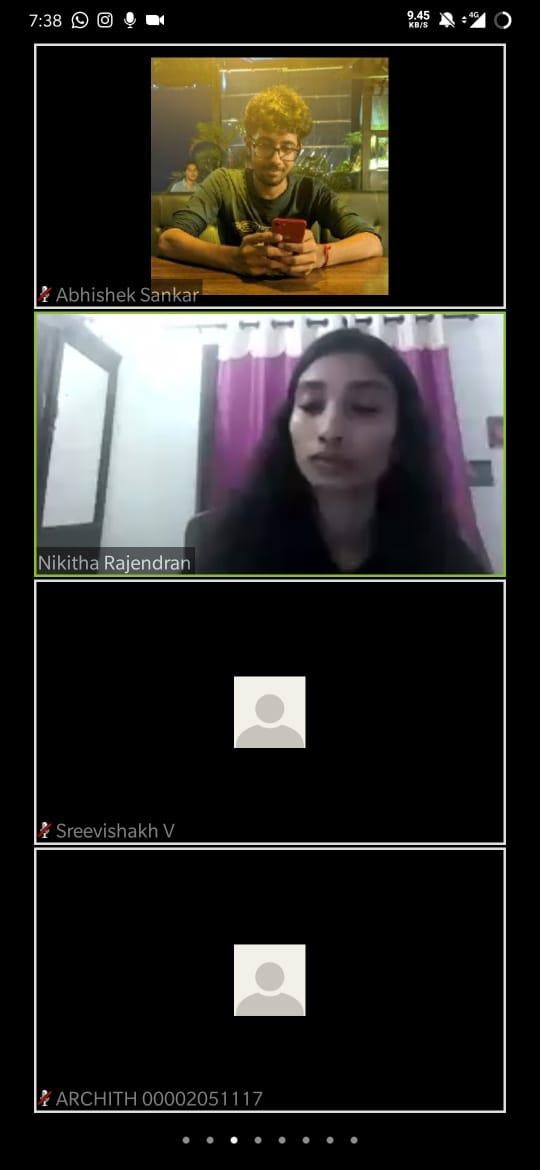 7:38
9.45
KB/S
4G
Abhishek Sankar
Nikitha Rajendran
Sreevishakh V
ARCHITH 00002051117